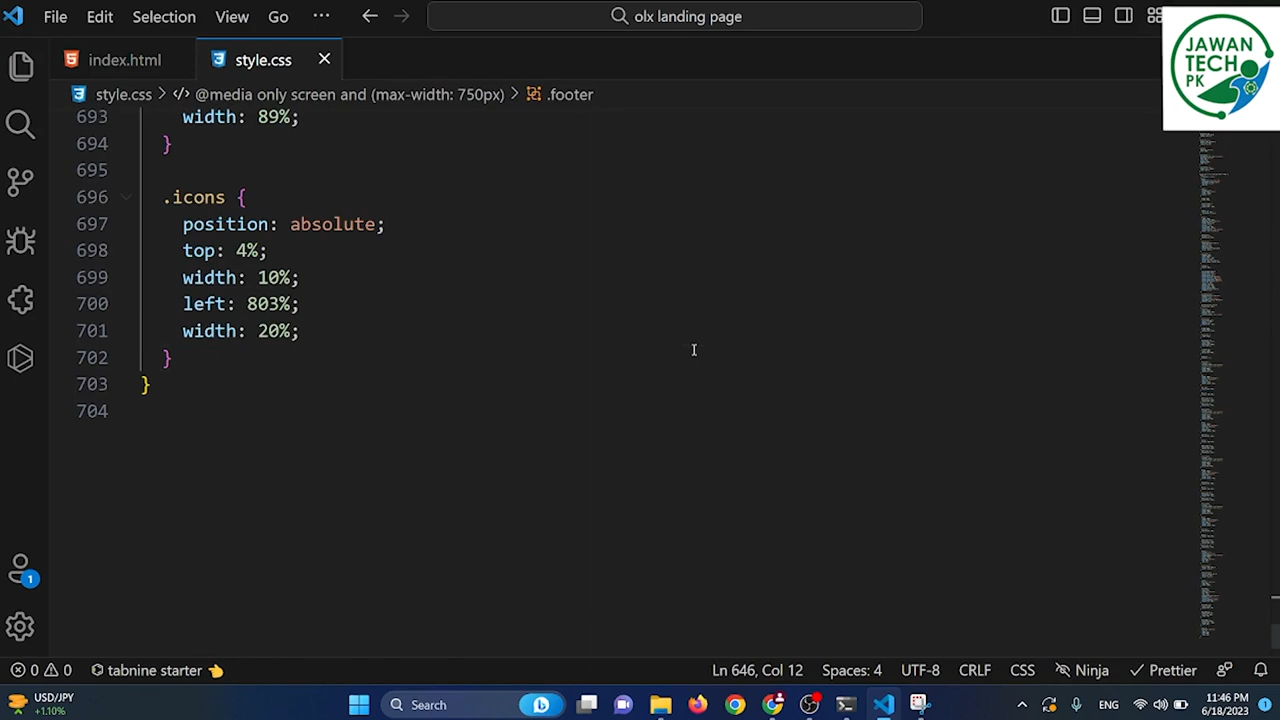 File Edit Selection View Go ··· ok landing page
JAWAN
TECH
PK
index.html style.css
style.css > @media only screen and (max-width: 750px) >
693 width: 89%;
694 }
695
696 .icons {
697 position: absolute;
698 top: 4%;
699 width: 10%;
700 left: 803%;
701 width: 20%;
702 }
703 }
704
1
0 0 tabnine starter Ln 646, Col 12 Spaces: 4 UTF-8 CRLF CSS Ninja Prettier
USD/JPY
+1.10%
Search
ENG
11:46 PM
6/18/2023
1